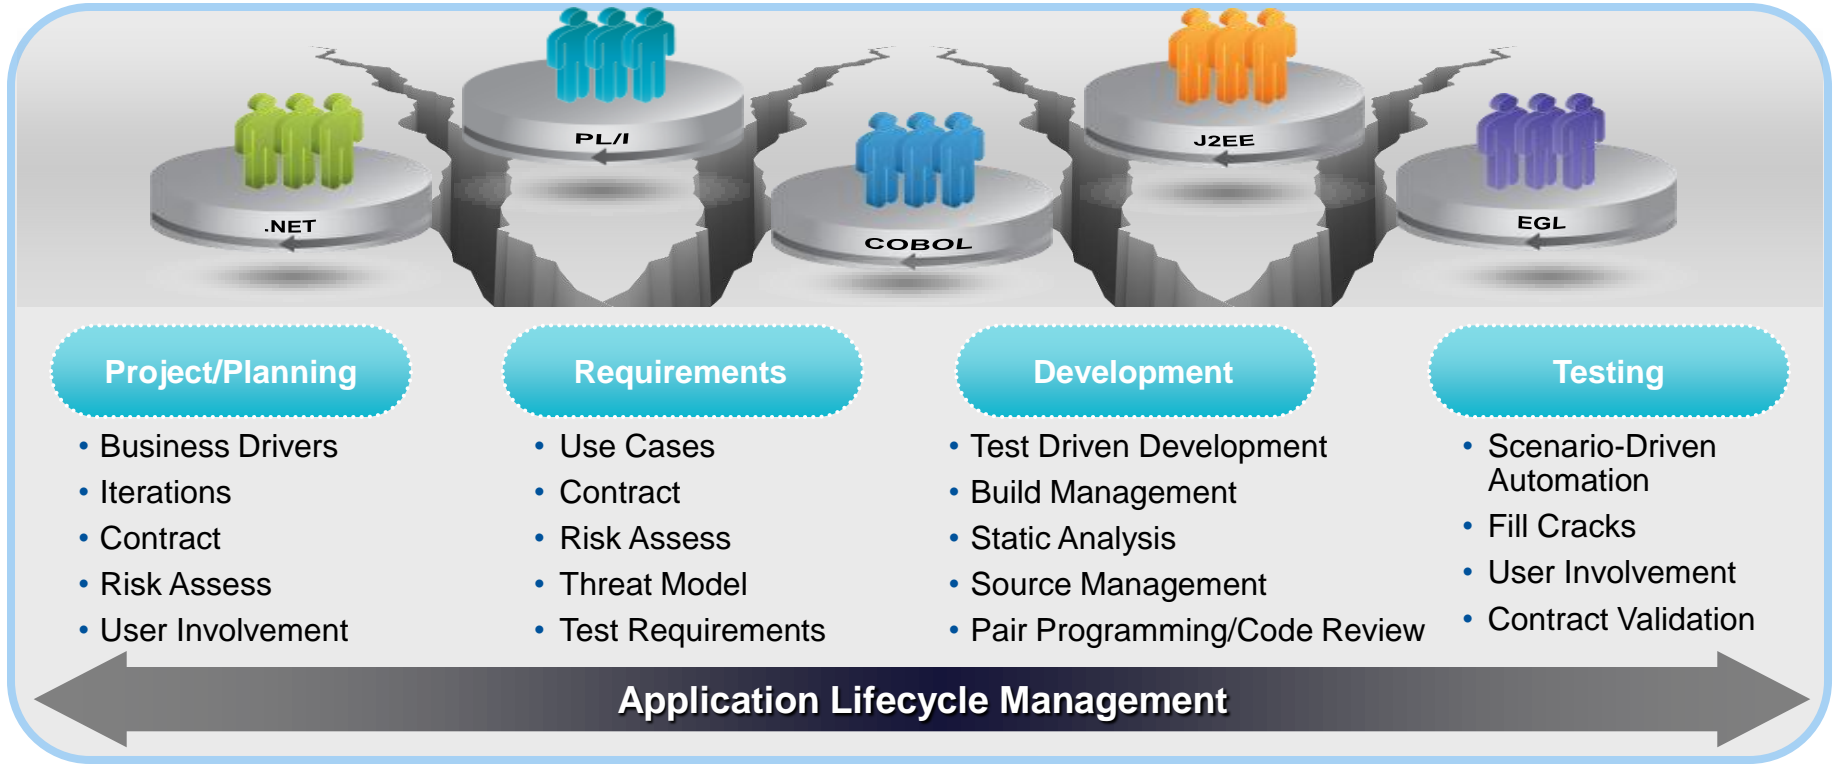 .NET
PL/I
COBOL
J2EE
EGL
Project/Planning
• Business Drivers
• Iterations
• Contract
• Risk Assess
• User Involvement
Requirements
• Use Cases
• Contract
• Risk Assess
• Threat Model
• Test Requirements
Development
• Test Driven Development
• Build Management
• Static Analysis
• Source Management
• Pair Programming/Code Review
Testing
• Scenario-Driven
Automation
• Fill Cracks
• User Involvement
• Contract Validation
Application Lifecycle Management